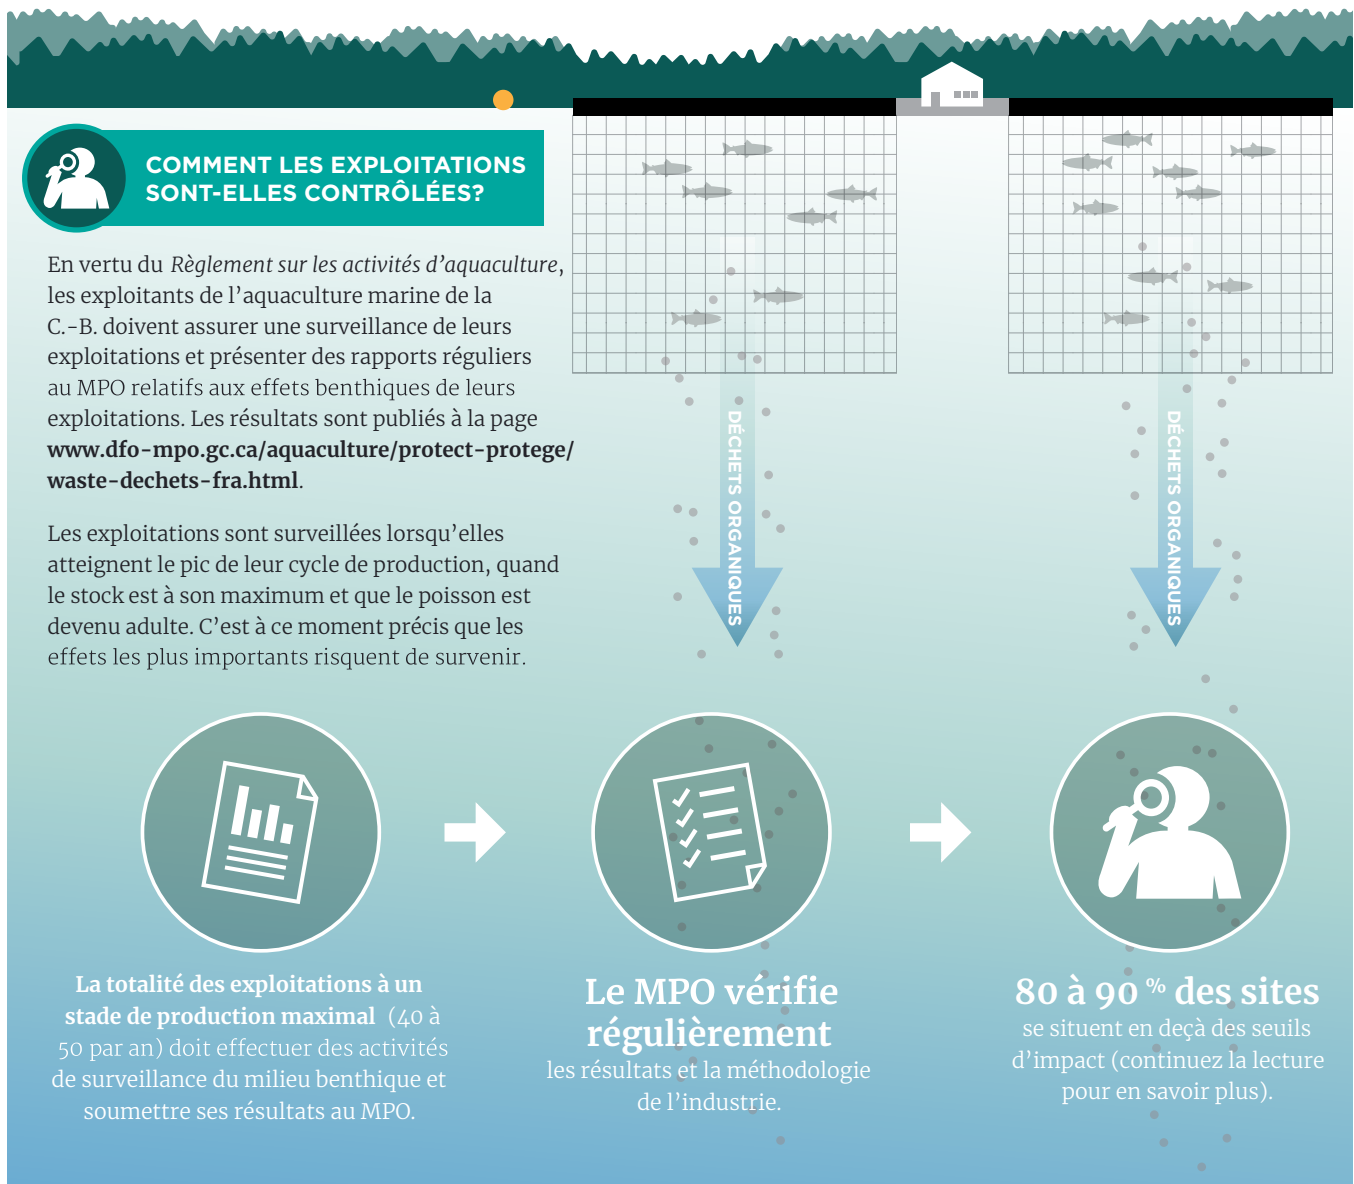 COMMENT LES EXPLOITATIONS
SONT-ELLES CONTRÔLÉES?
En vertu du Règlement sur les activités d’aquaculture,
les exploitants de l’aquaculture marine de la
C.-B. doivent assurer une surveillance de leurs
exploitations et présenter des rapports réguliers
au MPO relatifs aux effets benthiques de leurs
exploitations. Les résultats sont publiés à la page
www.dfo-mpo.gc.ca/aquaculture/protect-protege/
waste-dechets-fra.html.
Les exploitations sont surveillées lorsqu’elles
atteignent le pic de leur cycle de production, quand
le stock est à son maximum et que le poisson est
devenu adulte. C’est à ce moment précis que les
effets les plus importants risquent de survenir.
DÉCHETS ORGANIQUES
DÉCHETS ORGANIQUES
La totalité des exploitations à un
stade de production maximal (40 à
50 par an) doit effectuer des activités
de surveillance du milieu benthique et
soumettre ses résultats au MPO.
Le MPO vérifie
régulièrement
les résultats et la méthodologie
de l’industrie.
80 à 90 % des sites
se situent en deçà des seuils
d’impact (continuez la lecture
pour en savoir plus).